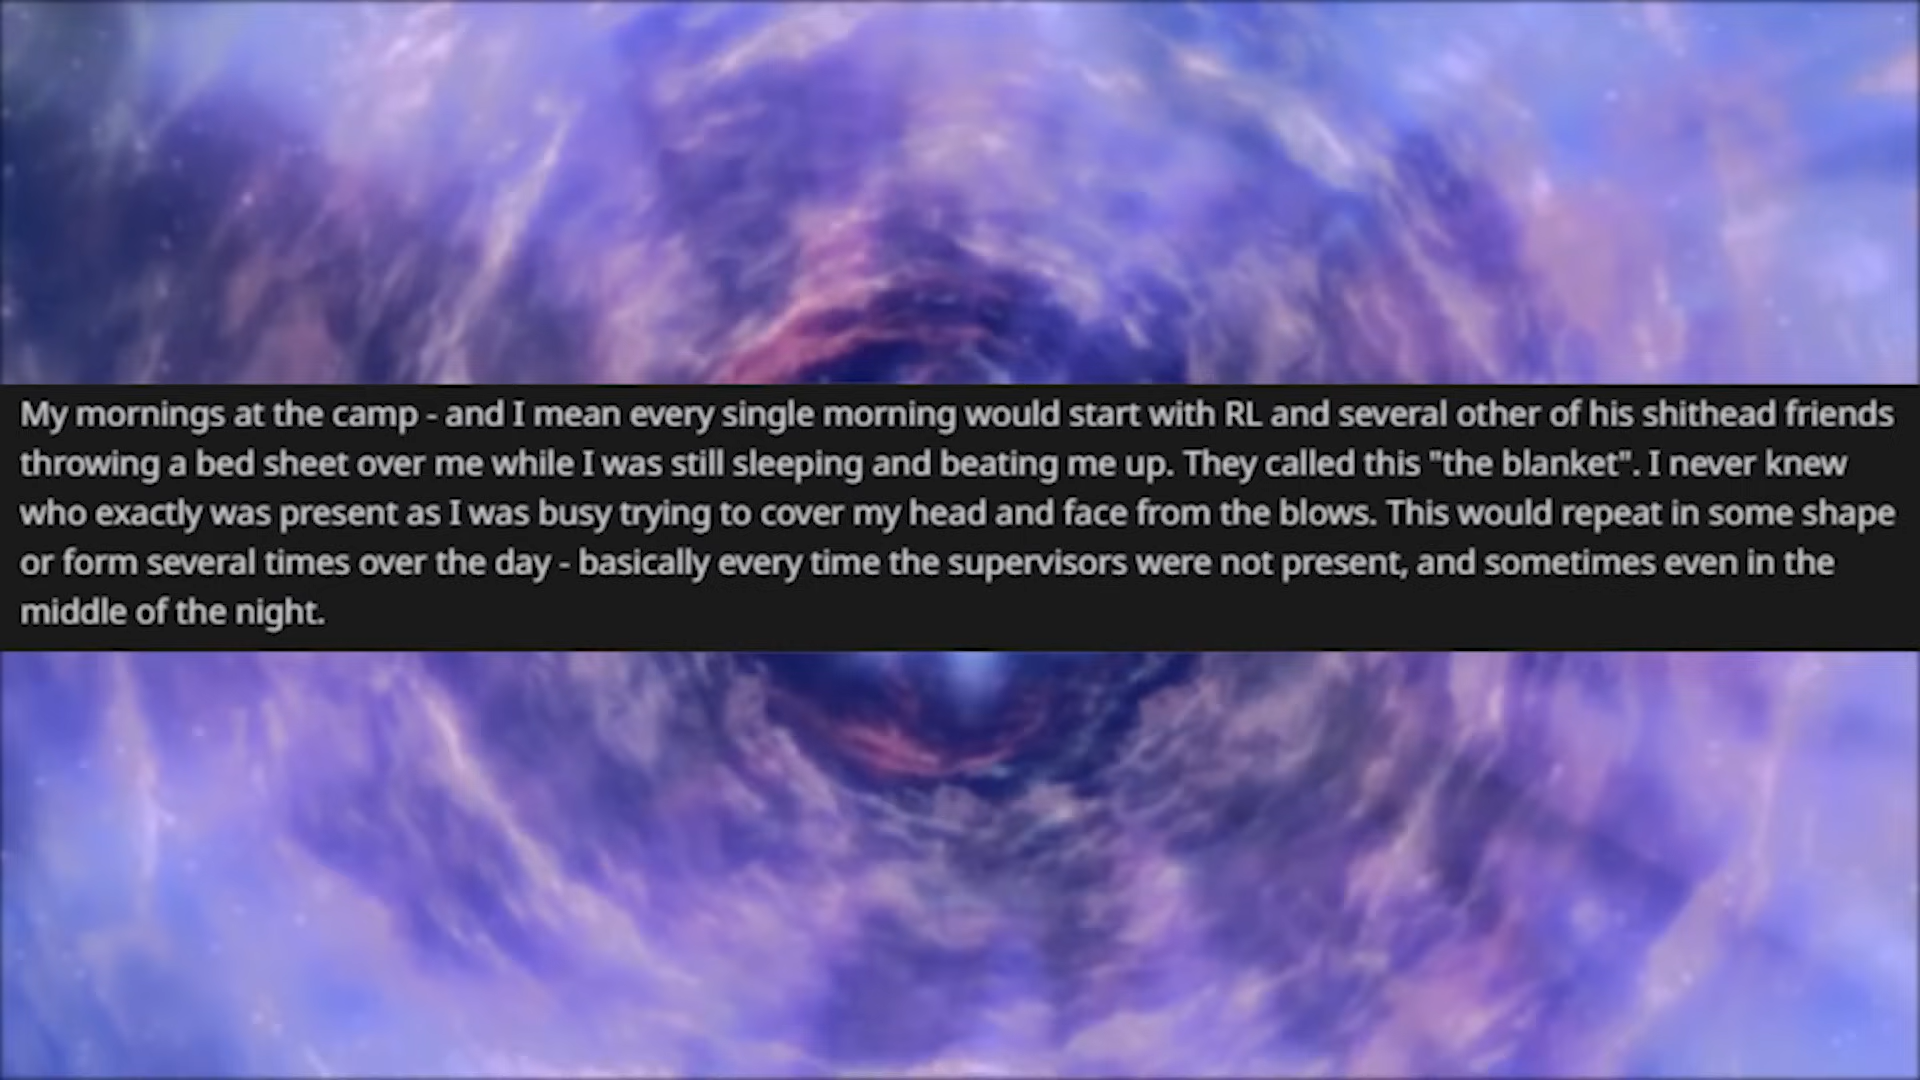 My mornings at the camp - and I mean every single morning would start with RL and several other of his shithead friends
throwing a bed sheet over me while I was still sleeping and beating me up. They called this "the blanket". I never knew
who exactly was present as I was busy trying to cover my head and face from the blows. This would repeat in some shape
or form several times over the day - basically every time the supervisors were not present, and sometimes even in the
middle of the night.